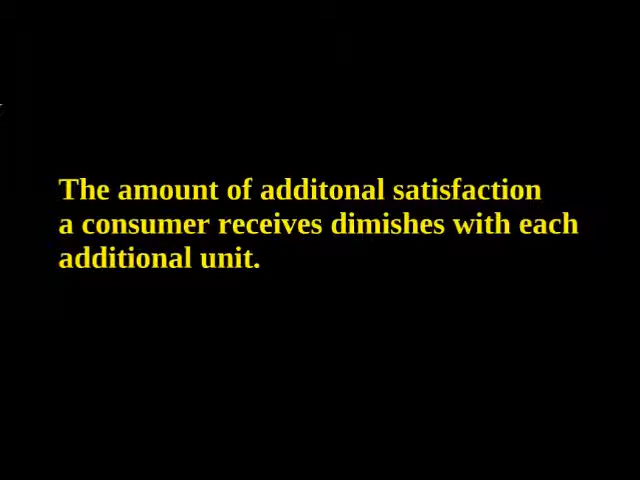 The amount of additonal satisfaction
a consumer receives dimishes with each
additional unit.